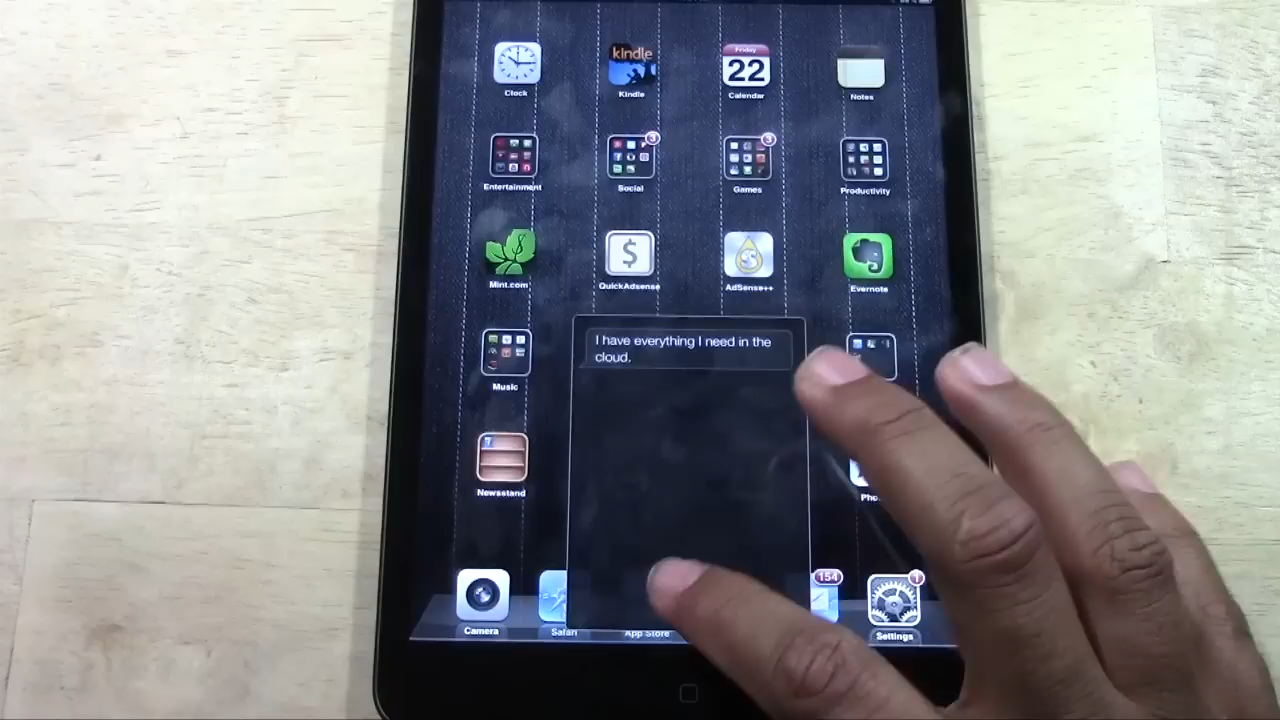 kindle
Friday
22
Clock
Kindle
Calendar
Notes
3
3
Entertainment
Social
Games
Productivity
$
$
$
Mint.com
QuickAdsense
AdSense++
Evernote
I have everything I need in the
cloud.
Music
Newsstand
Pho
154
1
Camera
Safari
App Store
Settings